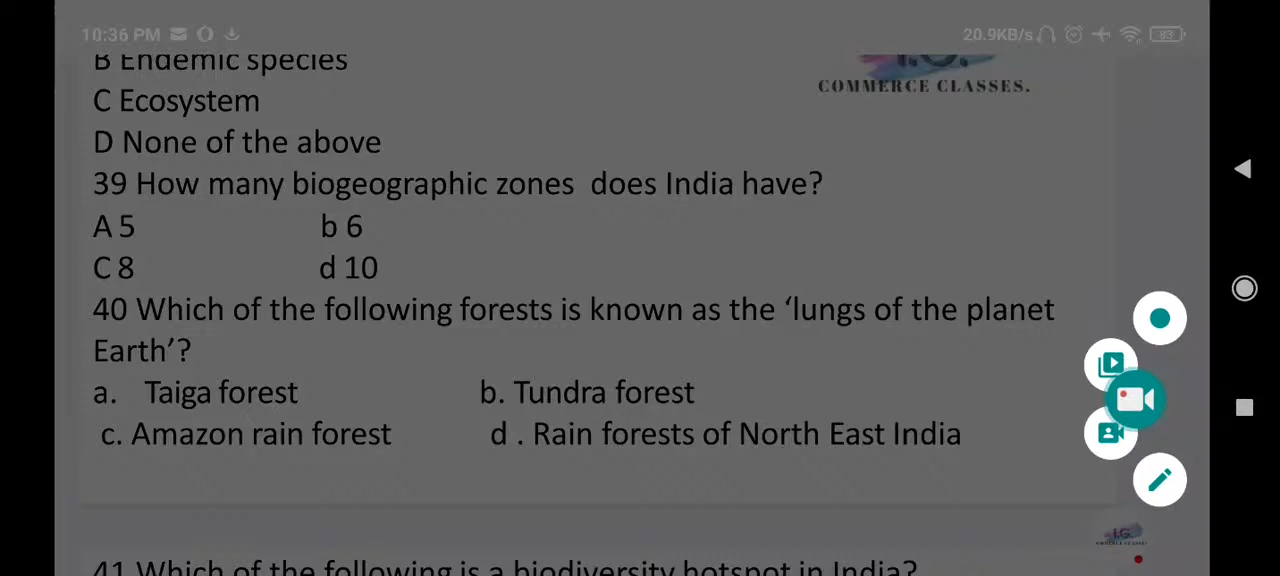 10:36 PM
20.9KB/s
83
B Endemic species
I.G.
COMMERCE CLASSES.
C Ecosystem
D None of the above
39 How many biogeographic zones does India have?
A 5 b 6
C 8 d 10
40 Which of the following forests is known as the ‘lungs of the planet
Earth’?
a. Taiga forest b. Tundra forest
c. Amazon rain forest d . Rain forests of North East India
I.G.
41 Which of the following is a biodiversity hotspot in India?